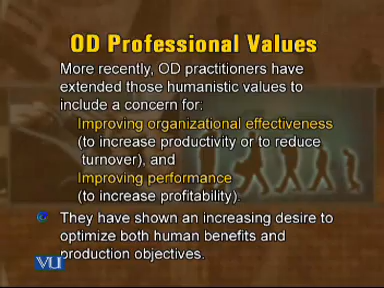 OD Professional Values
More recently, OD practitioners have
extended those humanistic values to
include a concern for:
Improving organizational effectiveness
(to increase productivity or to reduce
turnover), and
Improving performance
(to increase profitability).
They have shown an increasing desire to
optimize both human benefits and
production objectives.
VU